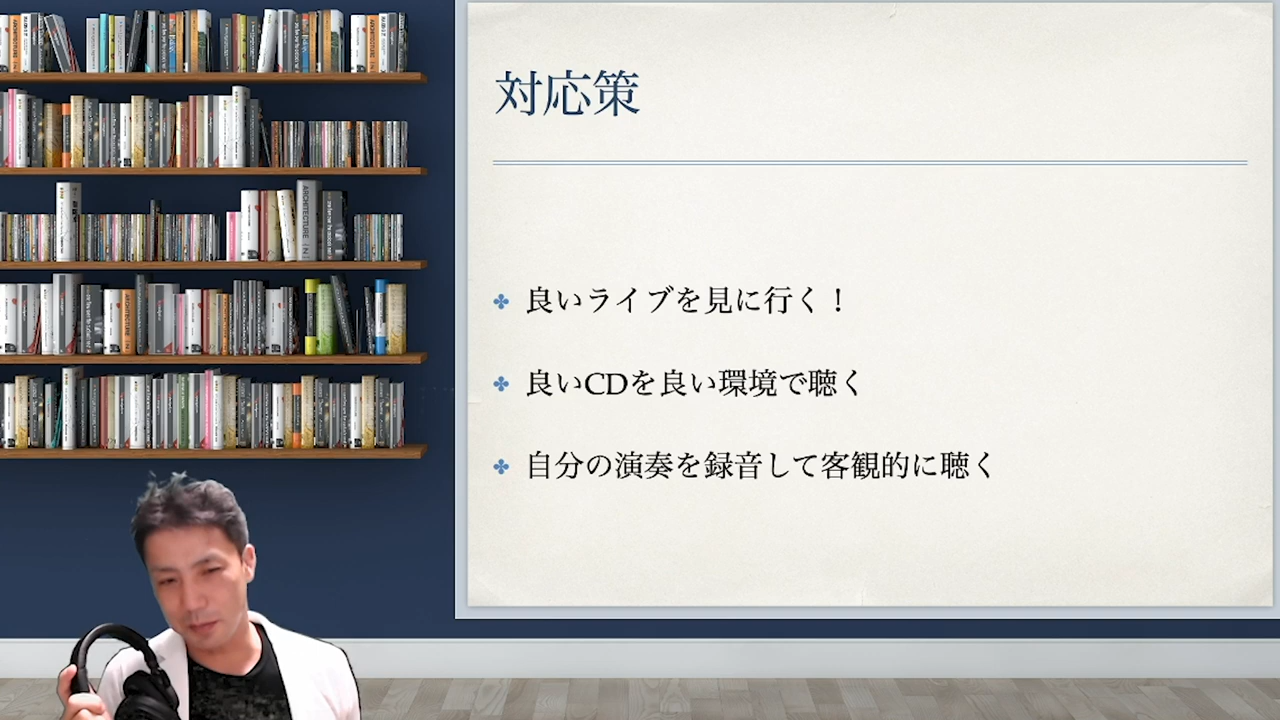 対応策
良いライブを見に行く！
良いCDを良い環境で聴く
自分の演奏を録音して客観的に聴く